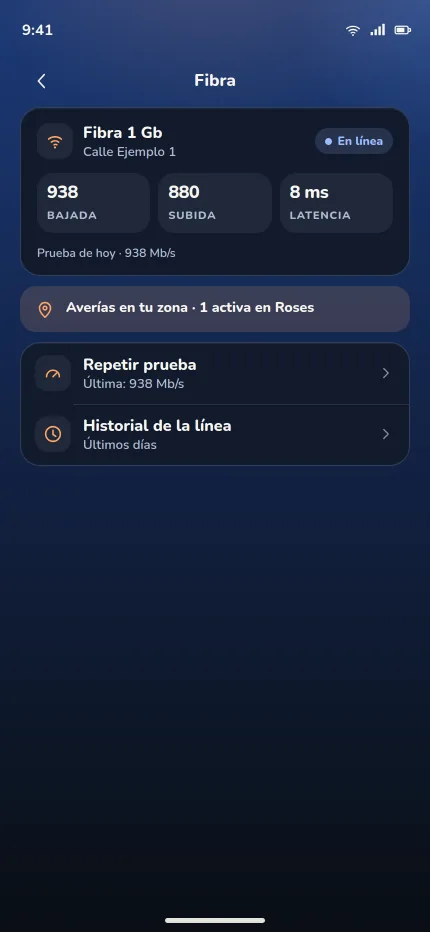 9:41
Fibra
Fibra 1 Gb
Calle Ejemplo 1
En línea
938
BAJADA
880
SUBIDA
8 ms
LATENCIA
Prueba de hoy · 938 Mb/s
Averías en tu zona · 1 activa en Roses
Repetir prueba
Última: 938 Mb/s
Historial de la línea
Últimos días